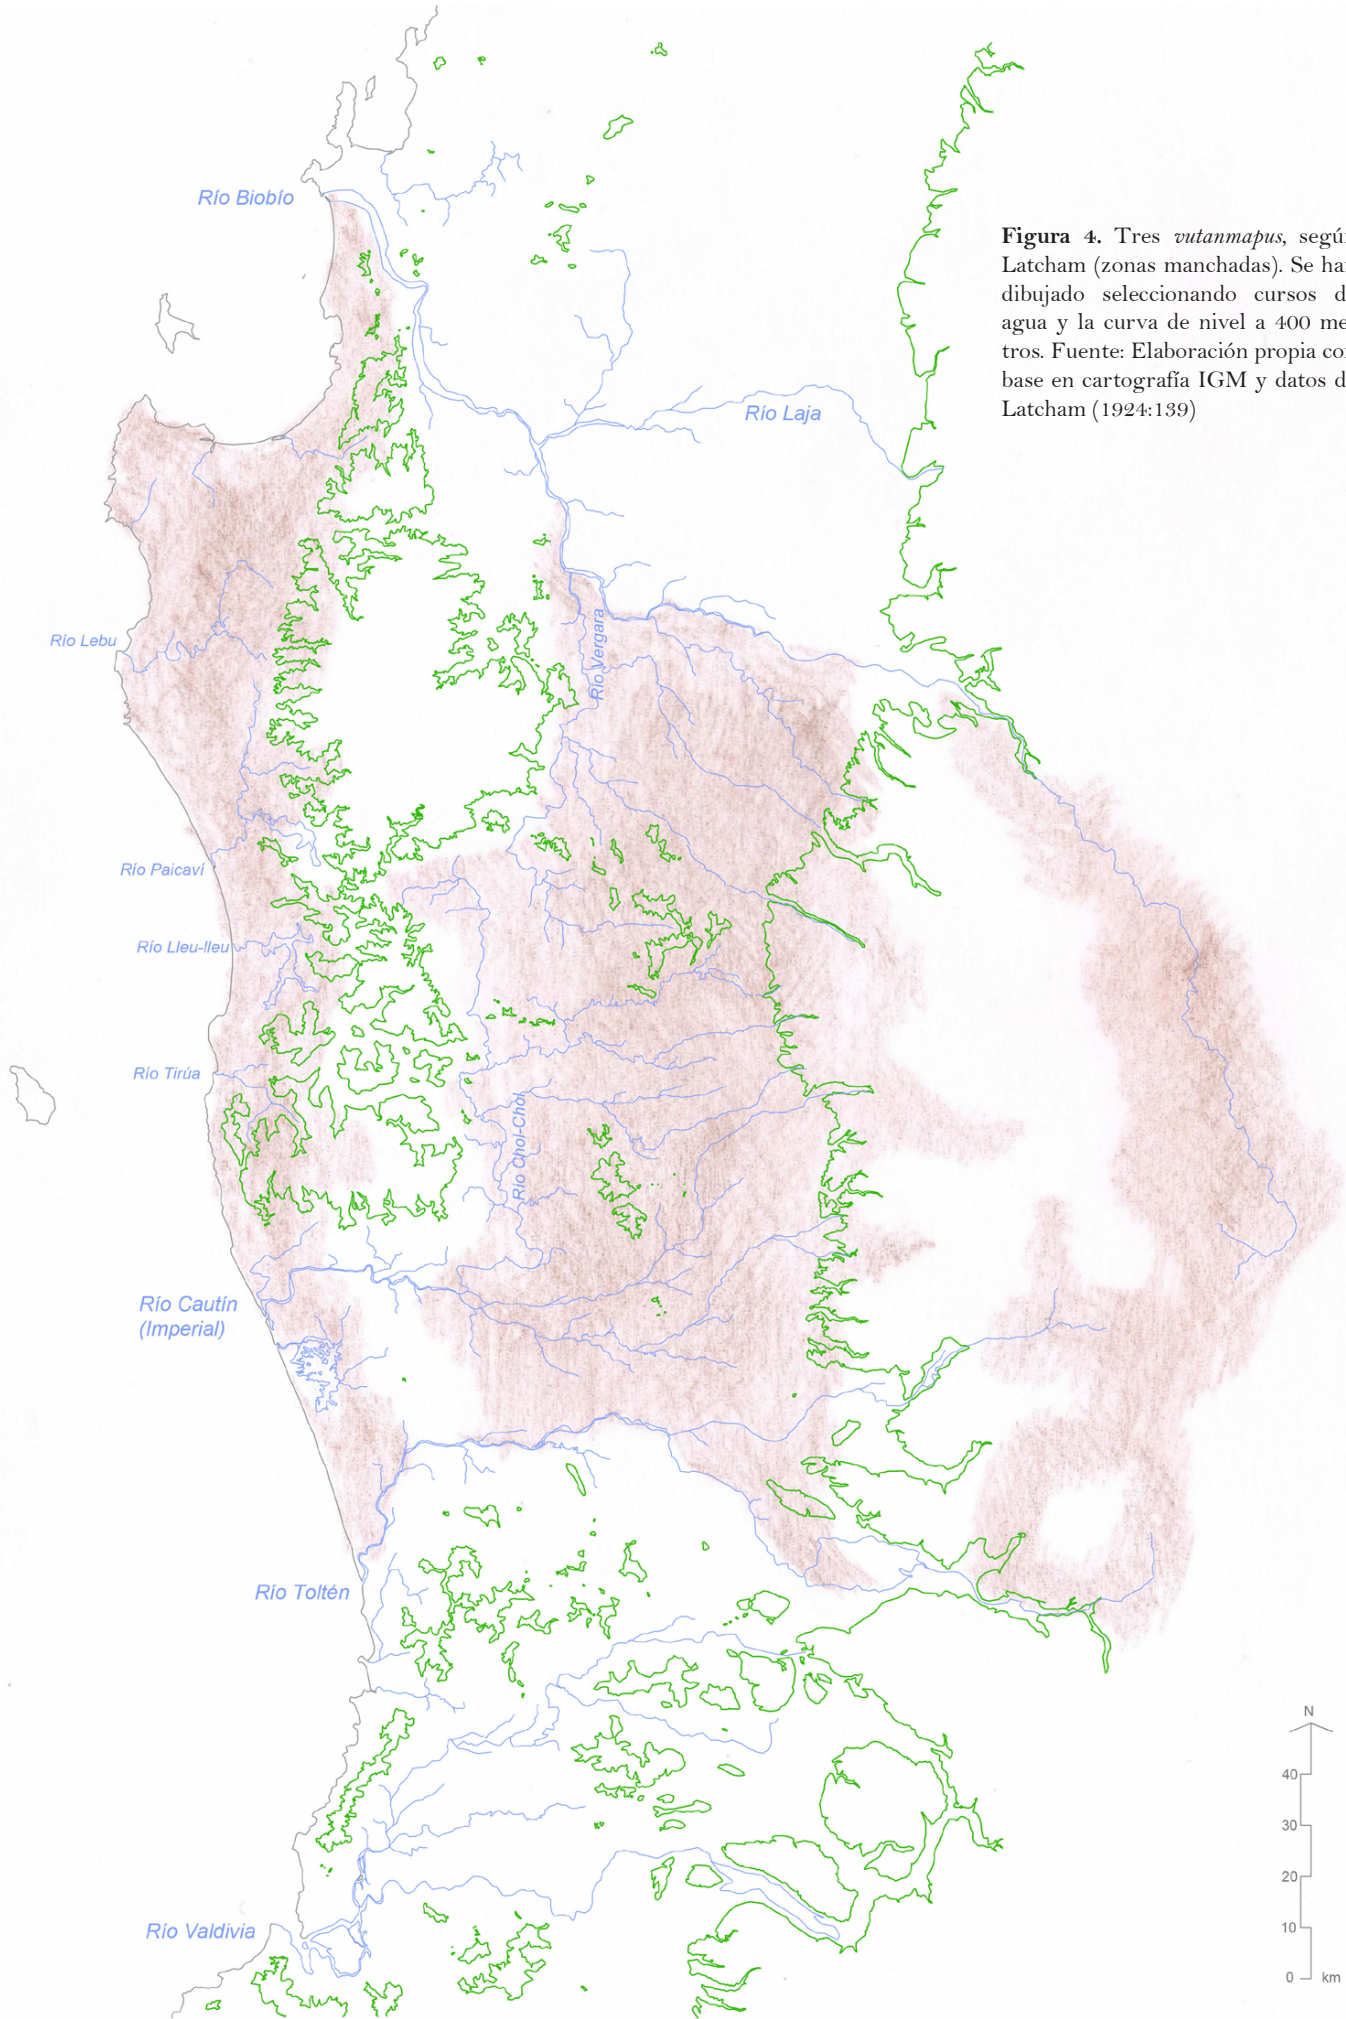 Río Biobío
Figura 4. Tres vutanmapus, segú
Latcham (zonas manchadas). Se ha
dibujado seleccionando cursos d
agua y la curva de nivel a 400 me
tros. Fuente: Elaboración propia co
base en cartografía IGM y datos d
Latcham (1924:139)
Río Laja
Río Lebu
Río Vergara
Río Paicaví
Río Lleu-lleu
Río Tirúa
Río Chol-Chol
Río Cautín
(Imperial)
Río Toltén
Río Valdivia
N
40
30
20
10
0 km